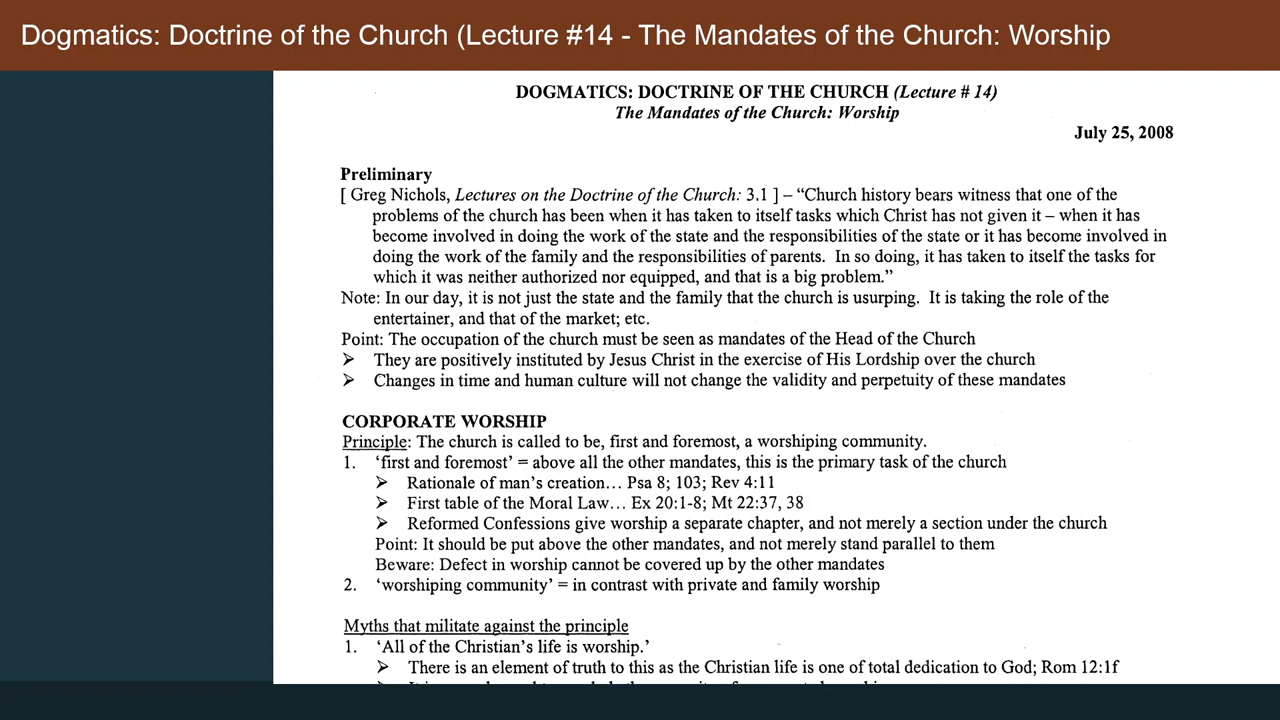 Dogmatics: Doctrine of the Church (Lecture #14 - The Mandates of the Church: Worship
DOGMATICS: DOCTRINE OF THE CHURCH (Lecture # 14)
The Mandates of the Church: Worship
July 25, 2008
Preliminary
[ Greg Nichols, Lectures on the Doctrine of the Church: 3.1 ] – “Church history bears witness that one of the
problems of the church has been when it has taken to itself tasks which Christ has not given it – when it has
become involved in doing the work of the state and the responsibilities of the state or it has become involved in
doing the work of the family and the responsibilities of parents. In so doing, it has taken to itself the tasks for
which it was neither authorized nor equipped, and that is a big problem.”
Note: In our day, it is not just the state and the family that the church is usurping. It is taking the role of the
entertainer, and that of the market; etc.
Point: The occupation of the church must be seen as mandates of the Head of the Church
➢ They are positively instituted by Jesus Christ in the exercise of His Lordship over the church
➢ Changes in time and human culture will not change the validity and perpetuity of these mandates
CORPORATE WORSHIP
Principle: The church is called to be, first and foremost, a worshiping community.
1. ‘first and foremost’ = above all the other mandates, this is the primary task of the church
➢ Rationale of man’s creation… Psa 8; 103; Rev 4:11
➢ First table of the Moral Law… Ex 20:1-8; Mt 22:37, 38
➢ Reformed Confessions give worship a separate chapter, and not merely a section under the church
Point: It should be put above the other mandates, and not merely stand parallel to them
Beware: Defect in worship cannot be covered up by the other mandates
2. ‘worshiping community’ = in contrast with private and family worship
Myths that militate against the principle
1. ‘All of the Christian’s life is worship.’
➢ There is an element of truth to this as the Christian life is one of total dedication to God; Rom 12:1f